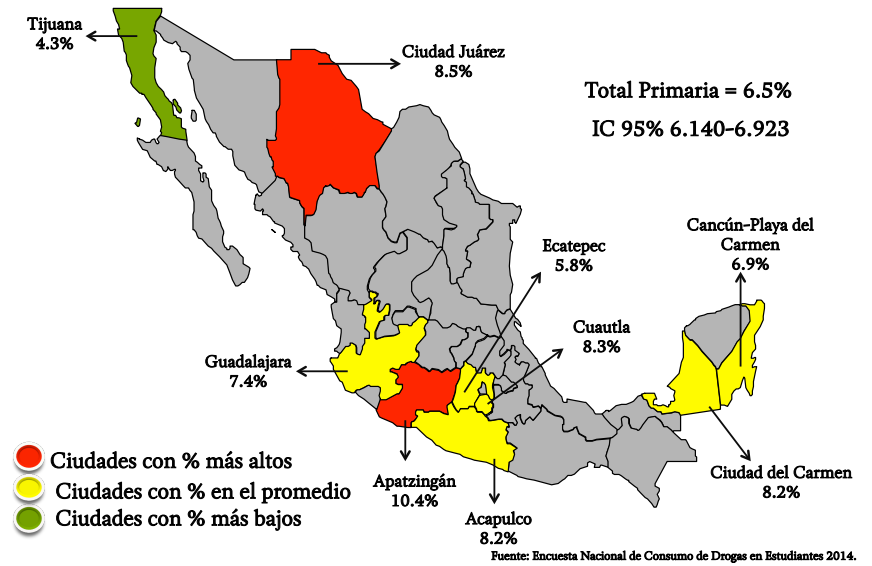 Tijuana
4.3%
Ciudad Juárez
8.5%
Total Primaria = 6.5%
IC 95% 6.140-6.923
Cancún-Playa del
Carmen
6.9%
Ecatepec
5.8%
Cuautla
8.3%
Guadalajara
7.4%
Ciudades con % más altos
Ciudades con % en el promedio
Ciudades con % más bajos
Apatzingán
10.4%
Acapulco
8.2%
Ciudad del Carmen
8.2%
Fuente: Encuesta Nacional de Consumo de Drogas en Estudiantes 2014.